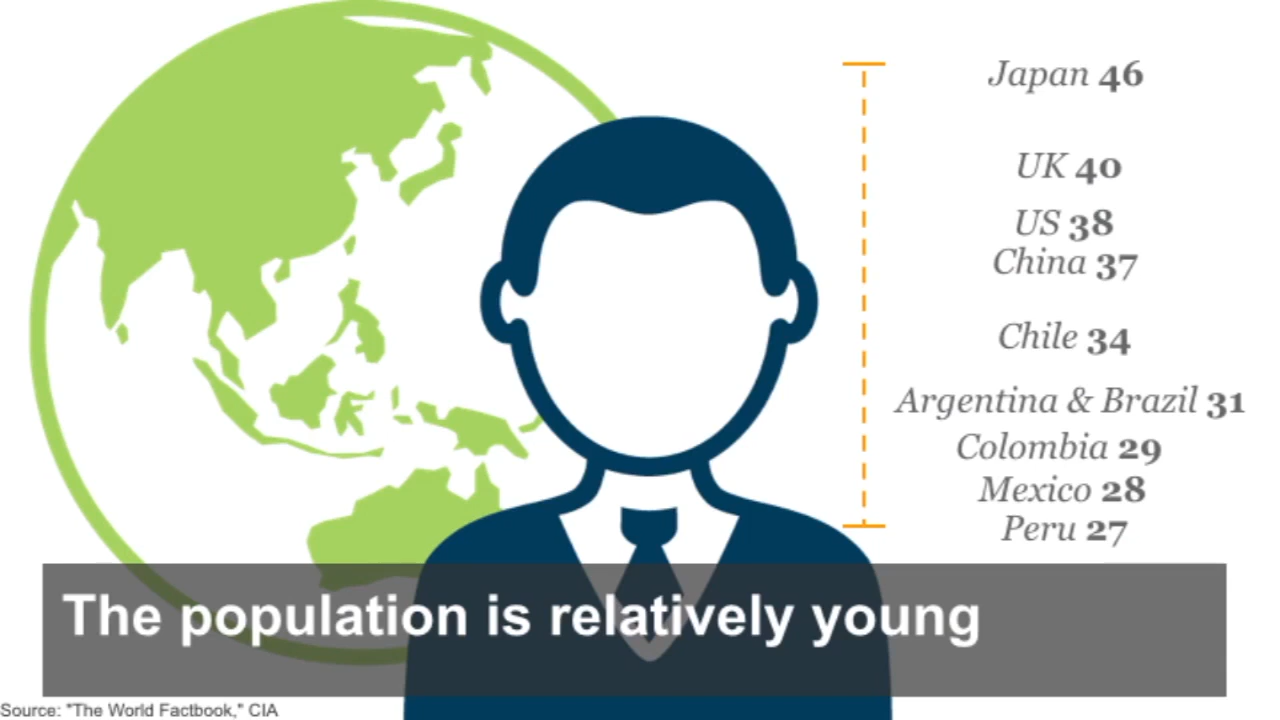 Japan 46
UK 40
US 38
China 37
Chile 34
Argentina & Brazil 31
Colombia 29
Mexico 28
Peru 27
The population is relatively young
Source: "The World Factbook," CIA